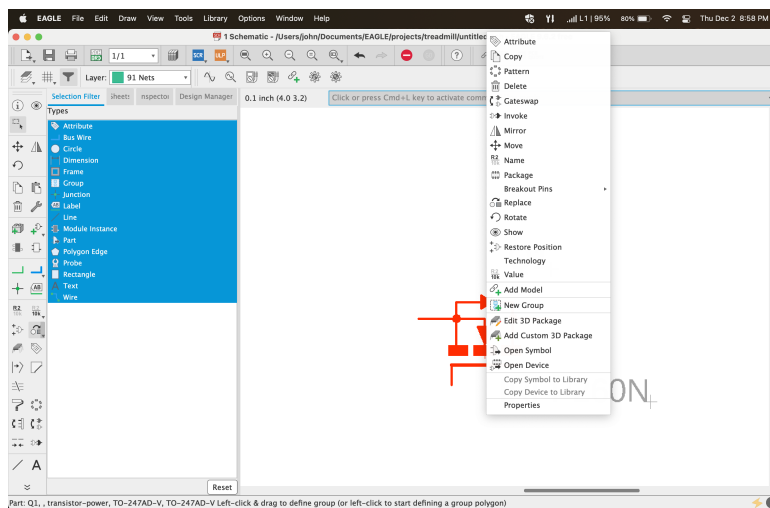 EAGLE File Edit Draw View Tools Library Options Window Help L1 | 95% 80% Thu Dec 2 8:58 PM
1 Schematic - /Users/john/Documents/EAGLE/projects/treadmill/untitled
1/1 SCR ULP
Layer: 91 Nets
Selection Filter Sheets nspector Design Manager
0.1 inch (4.0 3.2) Click or press Cmd+L key to activate comm
Types
Attribute
Bus Wire
Circle
Dimension
Frame
Group
Junction
Label
Line
Module Instance
Part
Polygon Edge
Probe
Rectangle
Text
Wire
Reset
Attribute
Copy
Pattern
Delete
Gateswap
Invoke
Mirror
Move
Name
Package
Breakout Pins
Replace
Rotate
Show
Restore Position
Technology
Value
Add Model
New Group
Edit 3D Package
Add Custom 3D Package
Open Symbol
Open Device
Copy Symbol to Library
Copy Device to Library
Properties
ON
Part: Q1, , transistor-power, TO-247AD-V, TO-247AD-V Left-click & drag to define group (or left-click to start defining a group polygon)